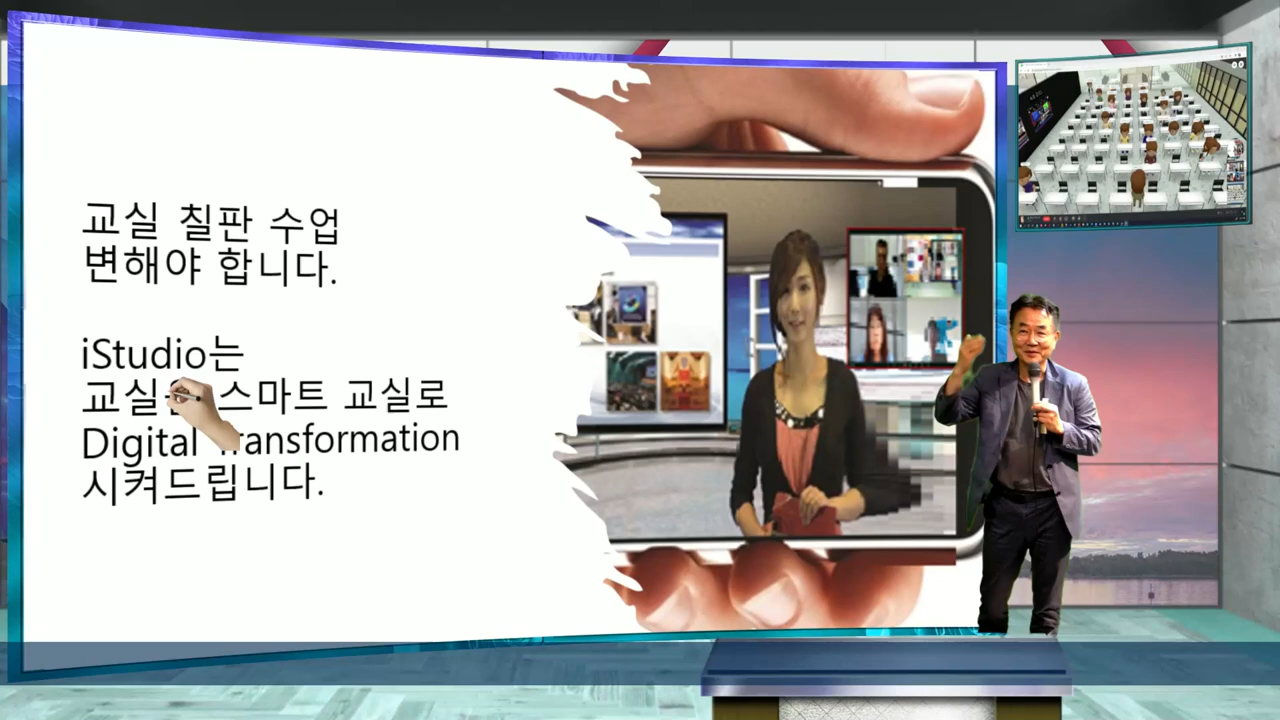 교실 칠판 수업
변해야 합니다.
iStudio는
교실 스마트 교실로
Digital Transformation
시켜드립니다.